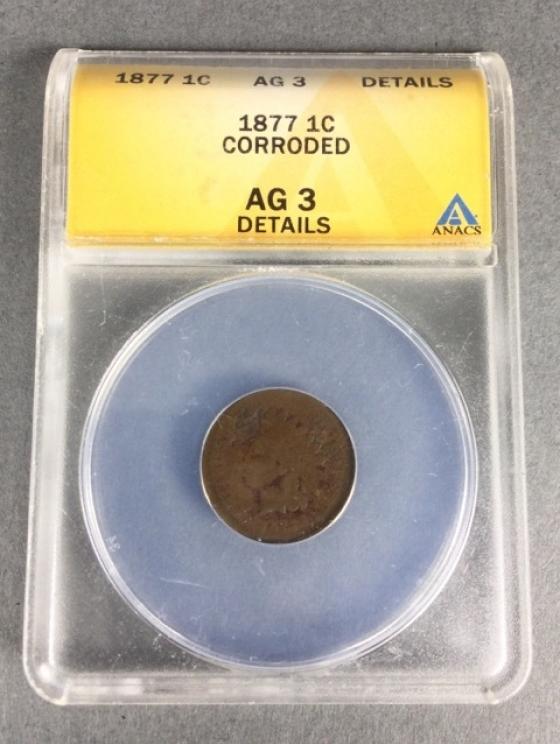 1877 1C AG 3 DETAILS
1877 1C
CORRODED
AG 3
DETAILS
ANACS